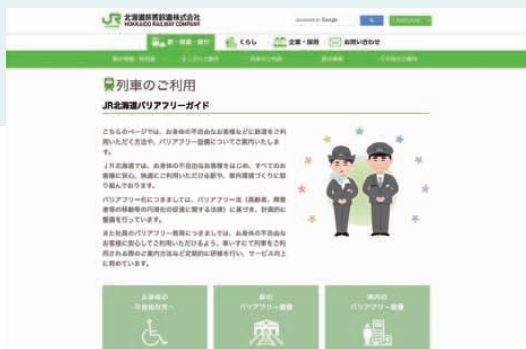 JR 北海道旅客鉄道株式会社
HOKKAIDO RAILWAY COMPANY
Google
駅・鉄道・旅行
くらし
企業・採用
お問い合わせ
列車のご利用
JR北海道バリアフリーガイド
こちらのページでは、お身体の不自由なお客様などに鉄道をご利
用いただく方法や、バリアフリー設備についてご案内いたしま
す。
JR北海道では、お身体の不自由なお客様をはじめ、すべてのお
客様に安心、快適にご利用いただける駅や、車内環境づくりに取
り組んでおります。
バリアフリー化につきましては、バリアフリー法（高齢者、障害
者等の移動等の円滑化の促進に関する法律）に基づき、計画的に
整備を行っています。
また社員のバリアフリー教育につきましては、お身体の不自由な
お客様に安心してご利用いただけるよう、車いすにて列車をご利
用される際のご案内方法など定期的に研修を行い、サービス向上
に努めています。
お身体の
不自由な方へ
駅の
バリアフリー設備
車内の
バリアフリー設備